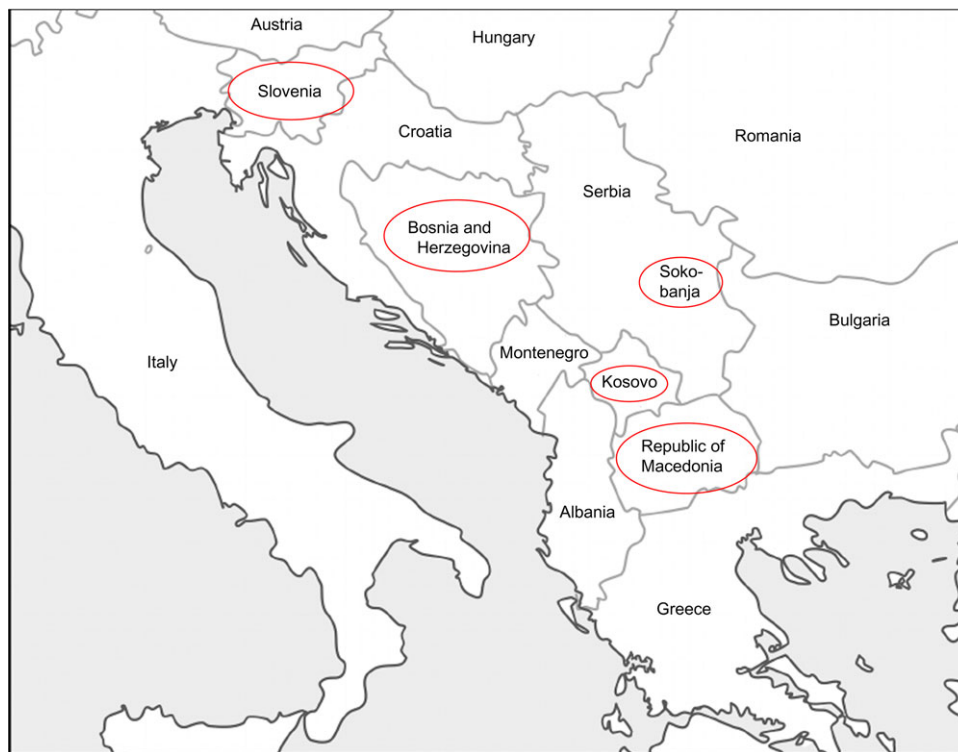 Austria
Hungary
Slovenia
Croatia
Romania
Serbia
Bosnia and
Herzegovina
Soko-
banja
Bulgaria
Italy
Montenegro
Kosovo
Republic of
Macedonia
Albania
Greece